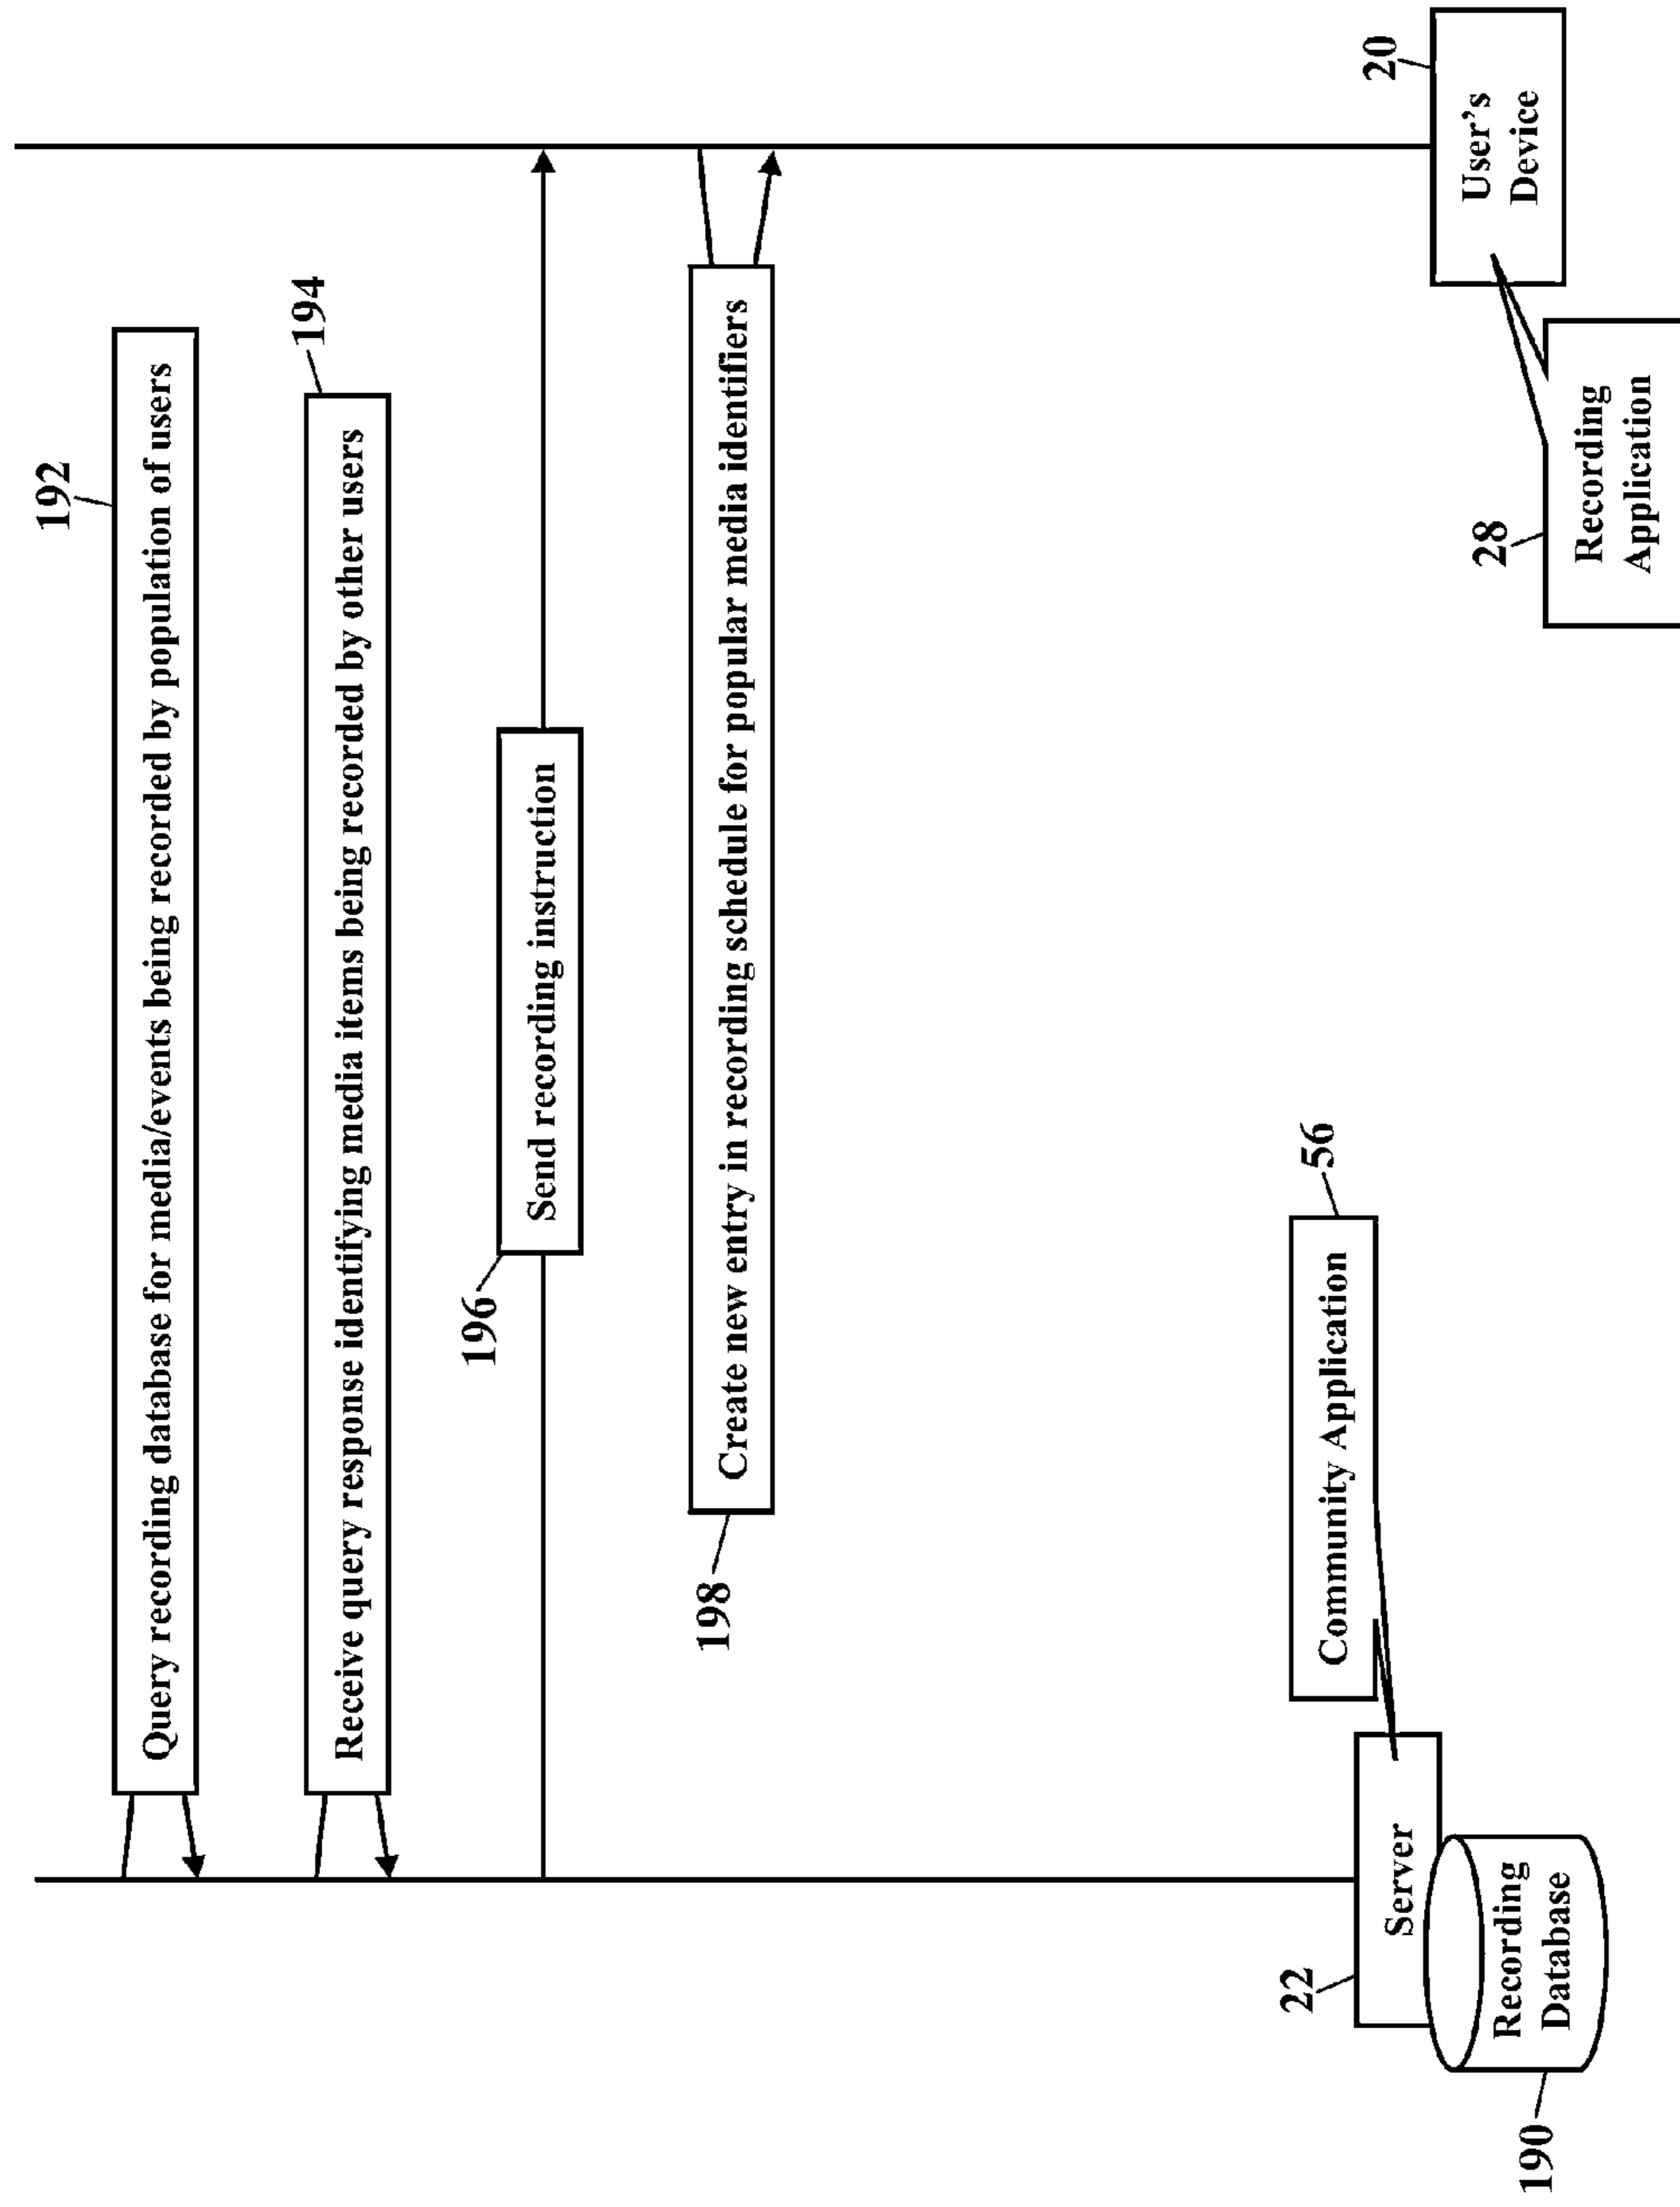 192
Query recording database for media/events being recorded by population of users
194
Receive query response identifying media items being recorded by other users
196
Send recording instruction
Create new entry in recording schedule for popular media identifiers
198
Community Application
56
22
Server
Recording
Database
190
20
User's
Device
28
Recording
Application